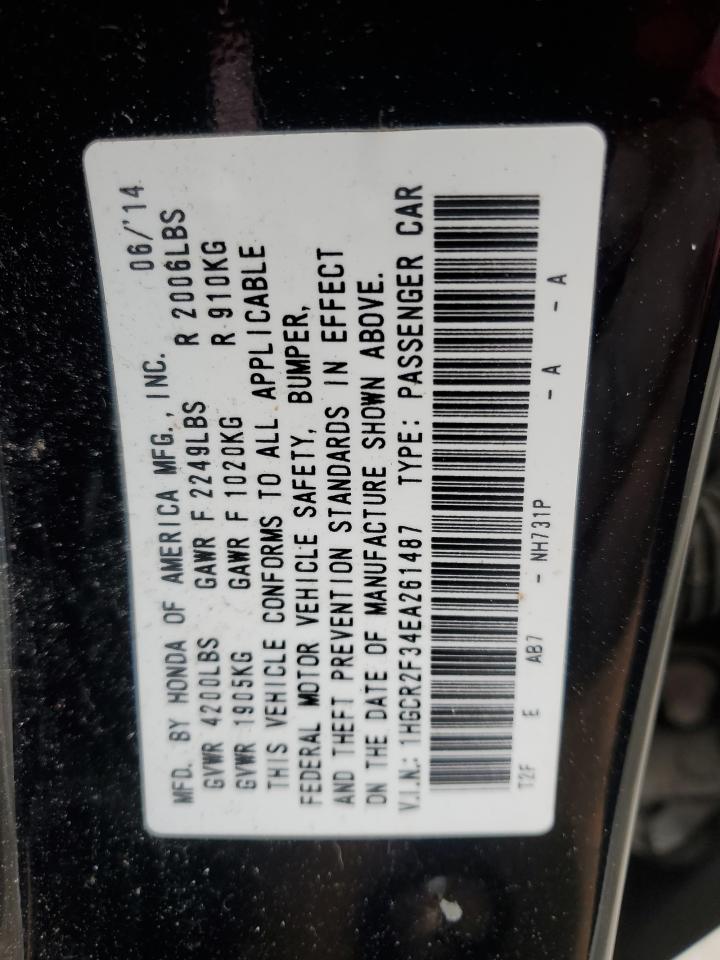 MFD. BY HONDA OF AMERICA MFG., INC. 06/'14
GVWR 4200LBS GAWR F 2249LBS R 2006LBS
GVWR 1905KG GAWR F 1020KG R 910KG
THIS VEHICLE CONFORMS TO ALL APPLICABLE
FEDERAL MOTOR VEHICLE SAFETY, BUMPER,
AND THEFT PREVENTION STANDARDS IN EFFECT
ON THE DATE OF MANUFACTURE SHOWN ABOVE.
V.I.N.: 1HGCR2F34EA261487 TYPE: PASSENGER CAR
T2F E AB7 - NH731P - A - A